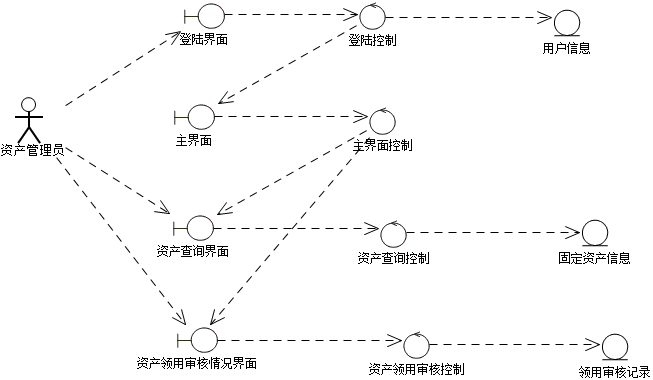 登陆界面
登陆控制
用户信息
主界面
主界面控制
资产管理员
资产查询界面
资产查询控制
固定资产信息
资产领用审核情况界面
资产领用审核控制
领用审核记录